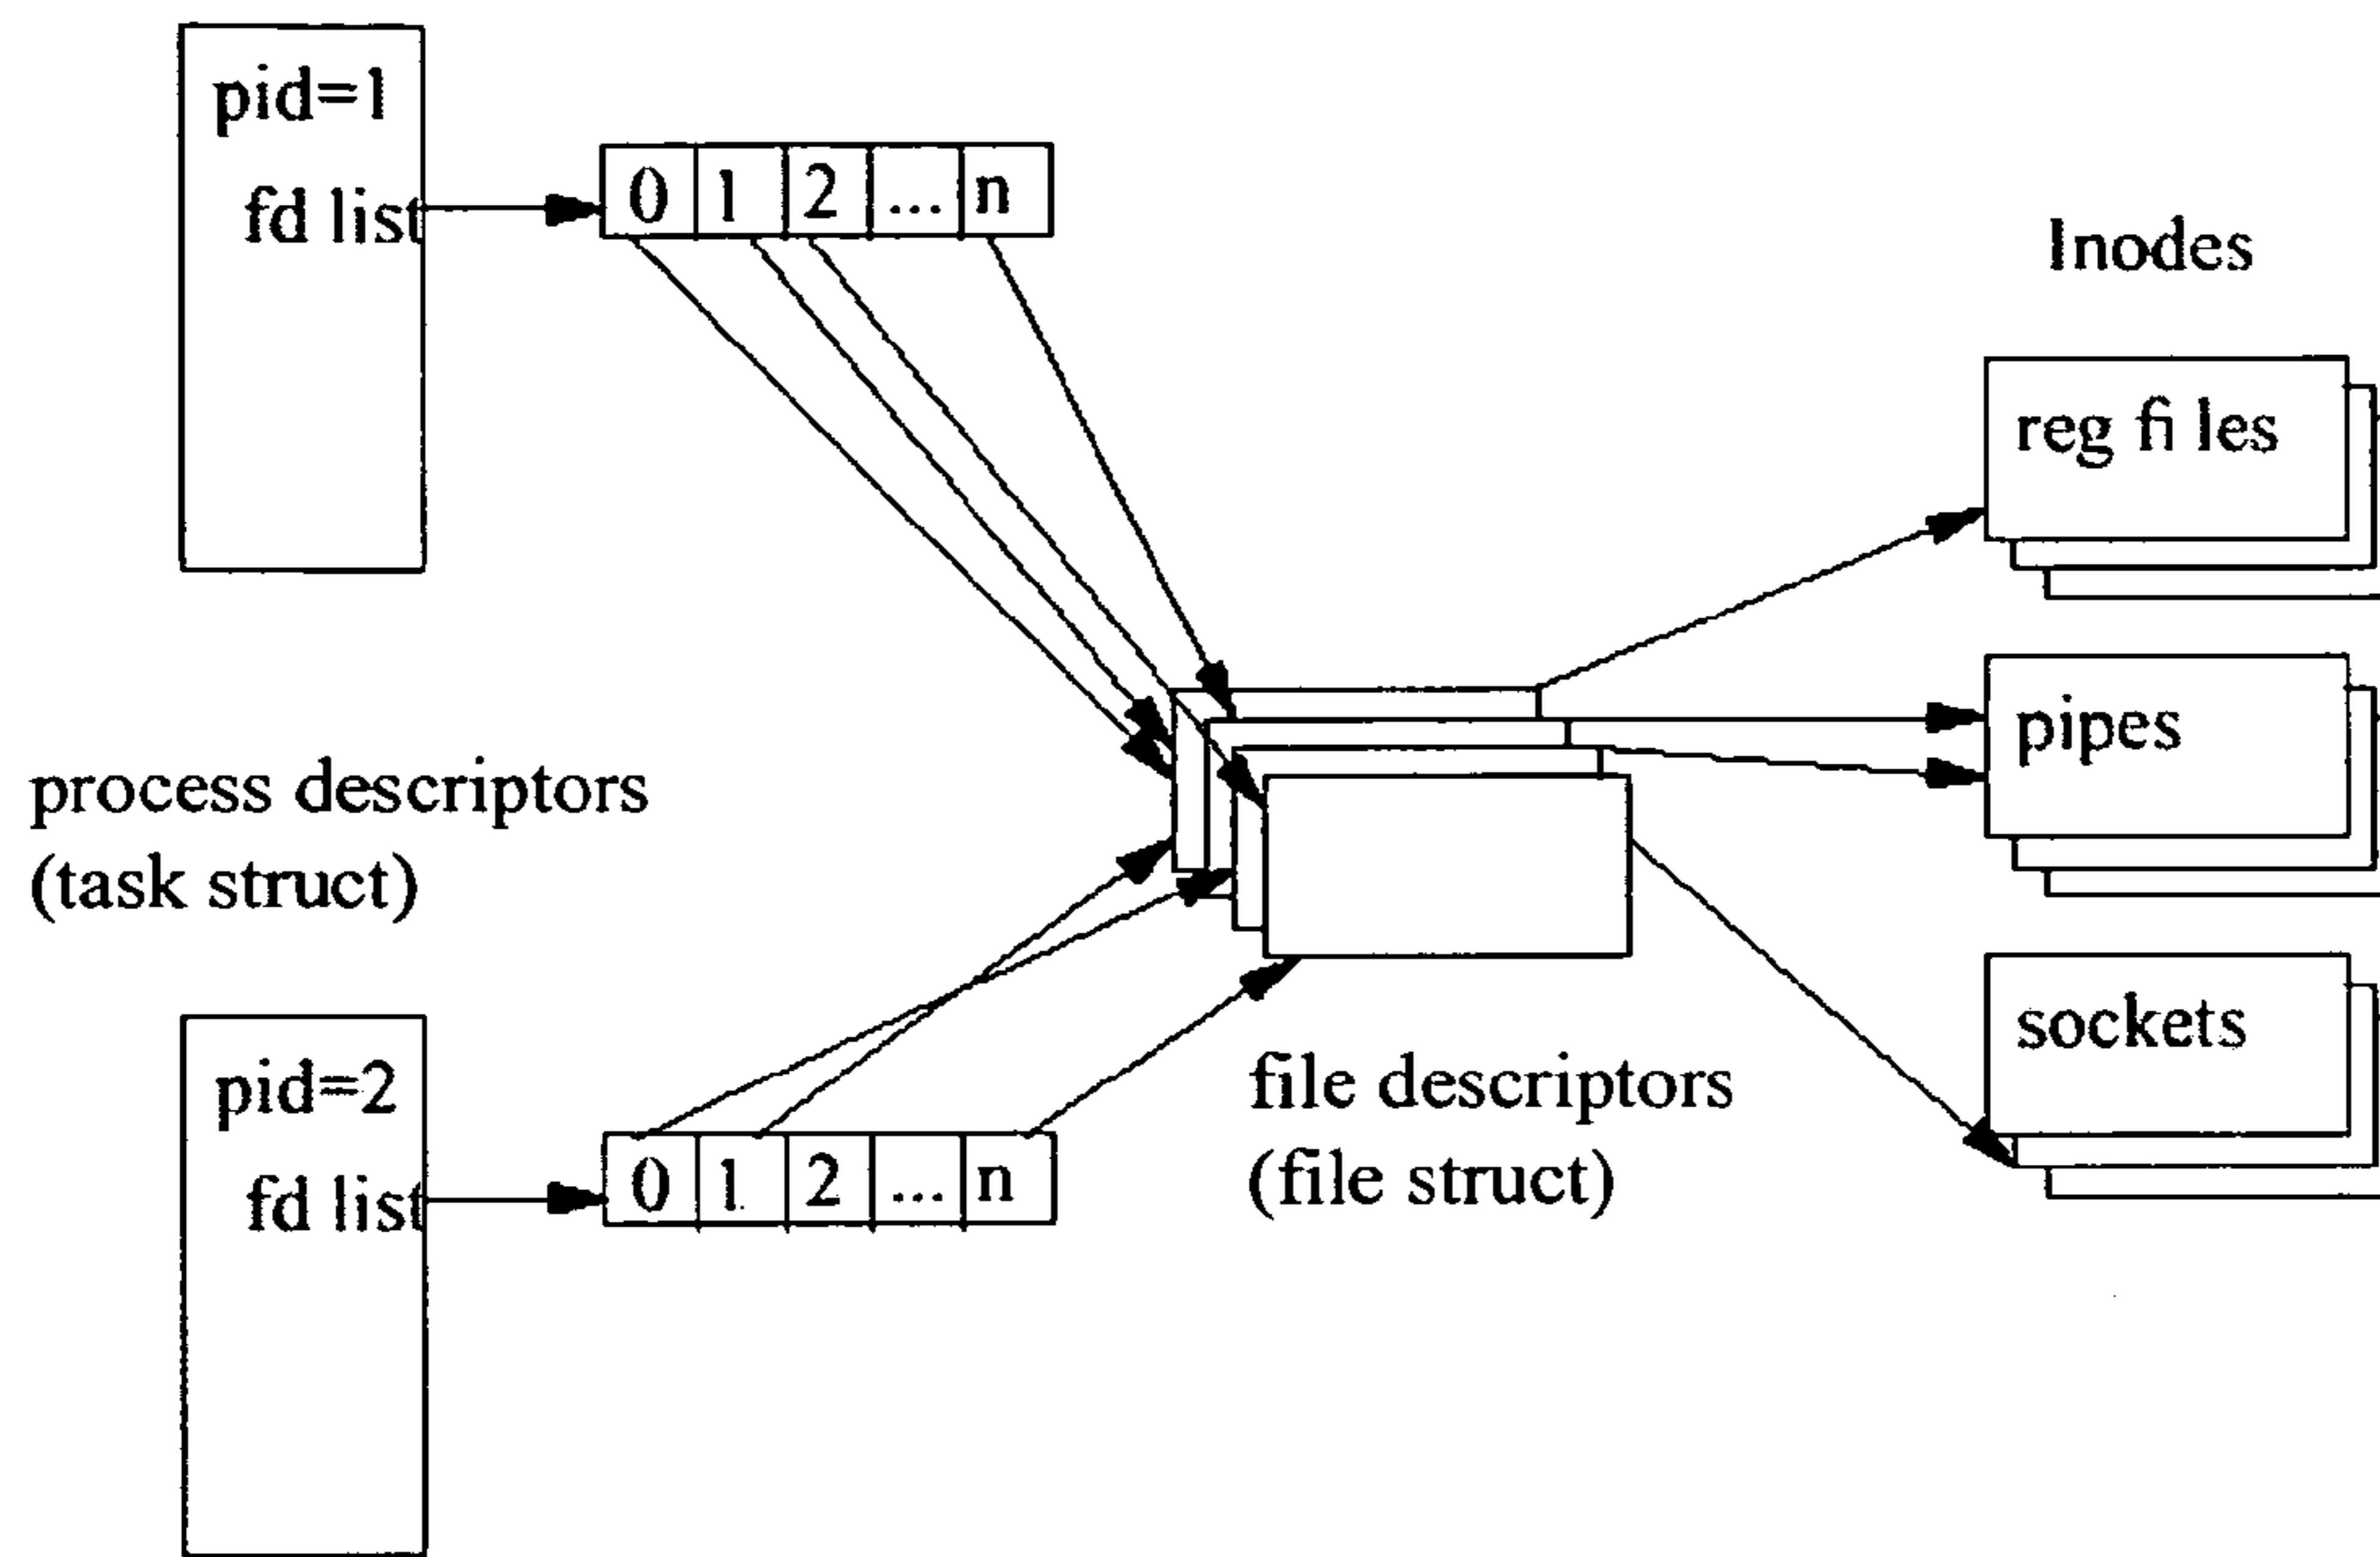 pid=1
fd list
0 1 2 ... n
Inodes
reg fi les
pipes
process descriptors
(task struct)
sockets
pid=2
fd list
0 1 2 ... n
file descriptors
(file struct)